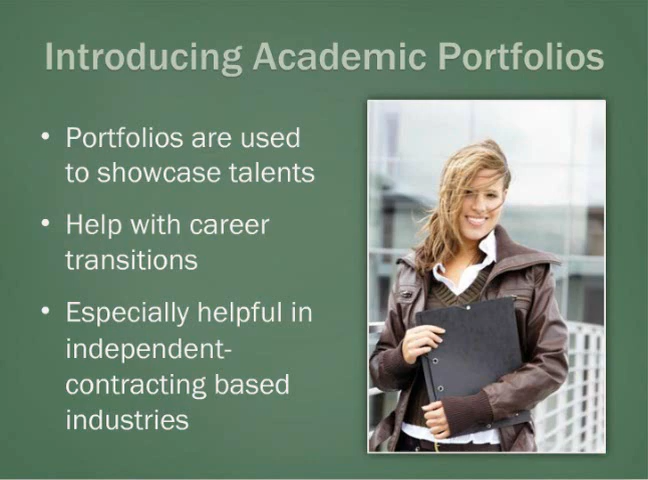 Introducing Academic Portfolios
• Portfolios are used
to showcase talents
• Help with career
transitions
• Especially helpful in
independent-
contracting based
industries